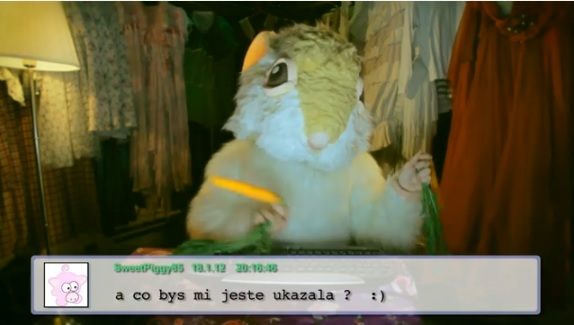 SweetPiggy85 18.1.12 20:16:46
a co bys mi jeste ukazala ? :)